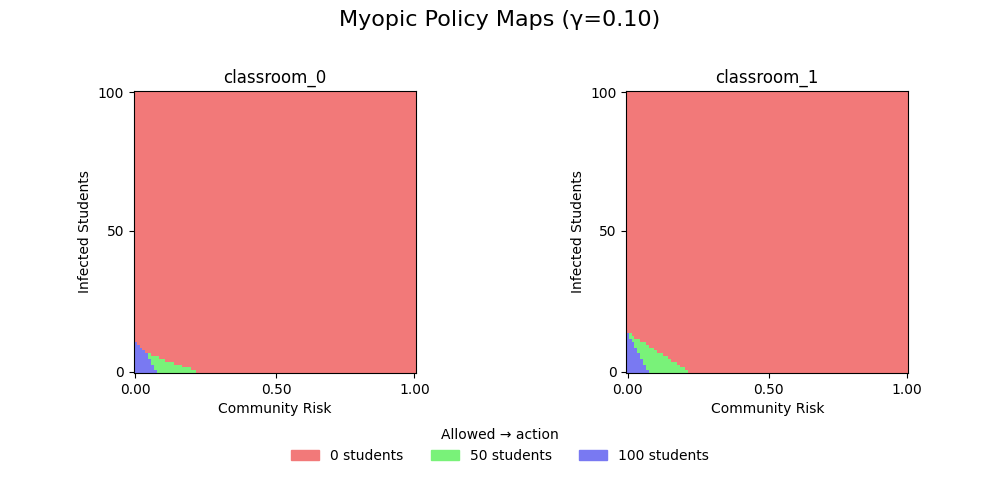 Myopic Policy Maps (γ=0.10)
classroom_0
classroom_1
100
50
0
Infected Students
0.00
0.50
1.00
Community Risk
100
50
0
Infected Students
0.00
0.50
1.00
Community Risk
Allowed → action
0 students
50 students
100 students